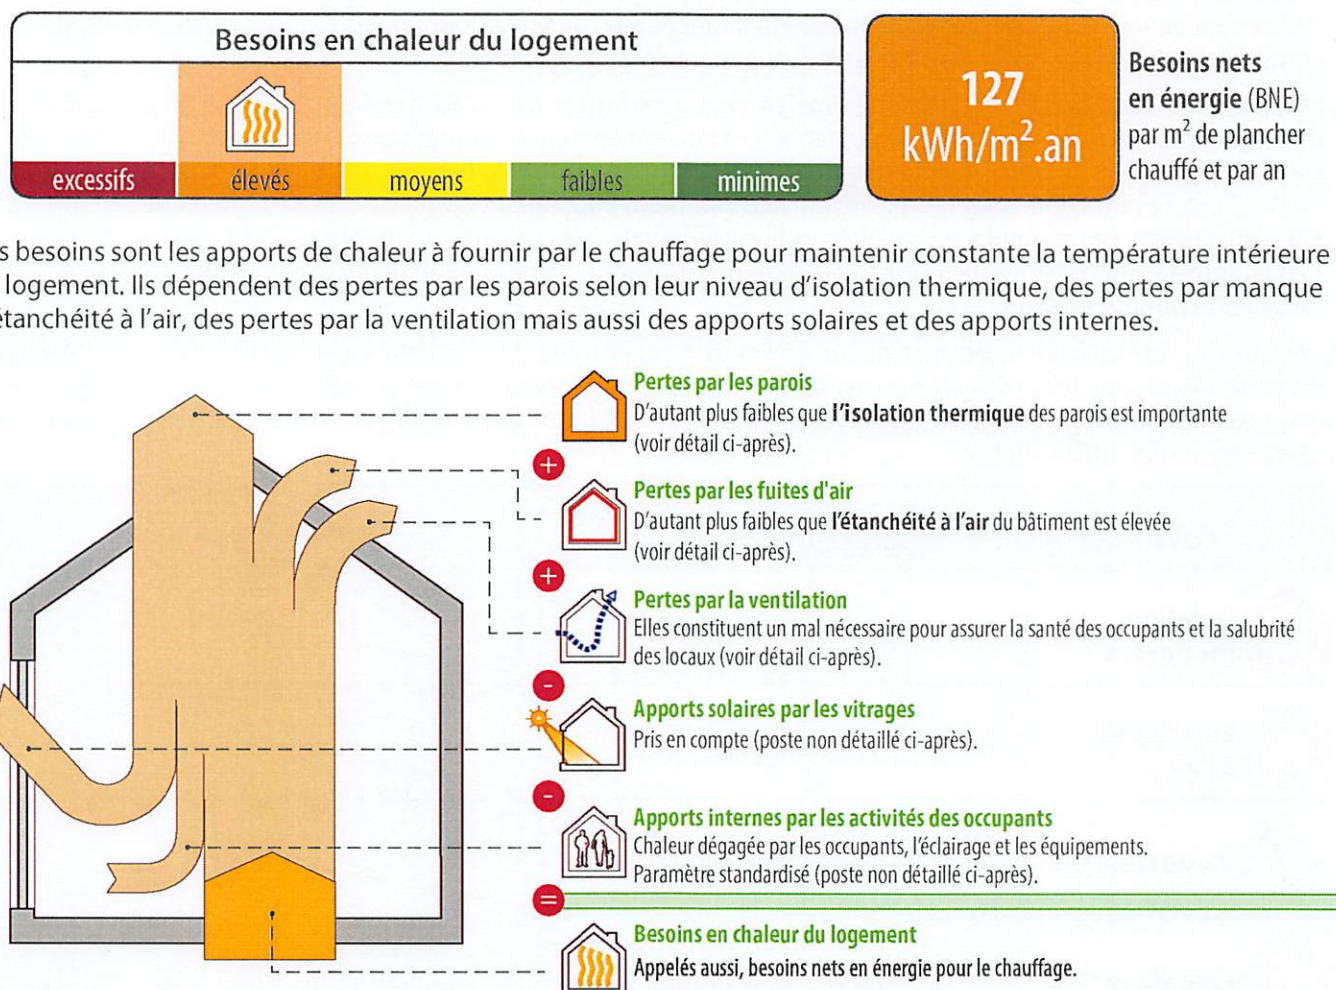 Besoins en chaleur du logement
excessifs
élevés
moyens
faibles
minimes
127
kWh/m².an
Besoins nets
en énergie (BNE)
par m² de plancher
chauffé et par an
s besoins sont les apports de chaleur à fournir par le chauffage pour maintenir constante la température intérieure
logement. Ils dépendent des pertes par les parois selon leur niveau d'isolation thermique, des pertes par manque
étanchéité à l'air, des pertes par la ventilation mais aussi des apports solaires et des apports internes.
Pertes par les parois
D'autant plus faibles que l'isolation thermique des parois est importante
(voir détail ci-après).
+
Pertes par les fuites d'air
D'autant plus faibles que l'étanchéité à l'air du bâtiment est élevée
(voir détail ci-après).
+
Pertes par la ventilation
Elles constituent un mal nécessaire pour assurer la santé des occupants et la salubrité
des locaux (voir détail ci-après).
-
Apports solaires par les vitrages
Pris en compte (poste non détaillé ci-après).
-
Apports internes par les activités des occupants
Chaleur dégagée par les occupants, l'éclairage et les équipements.
Paramètre standardisé (poste non détaillé ci-après).
=
Besoins en chaleur du logement
Appelés aussi, besoins nets en énergie pour le chauffage.